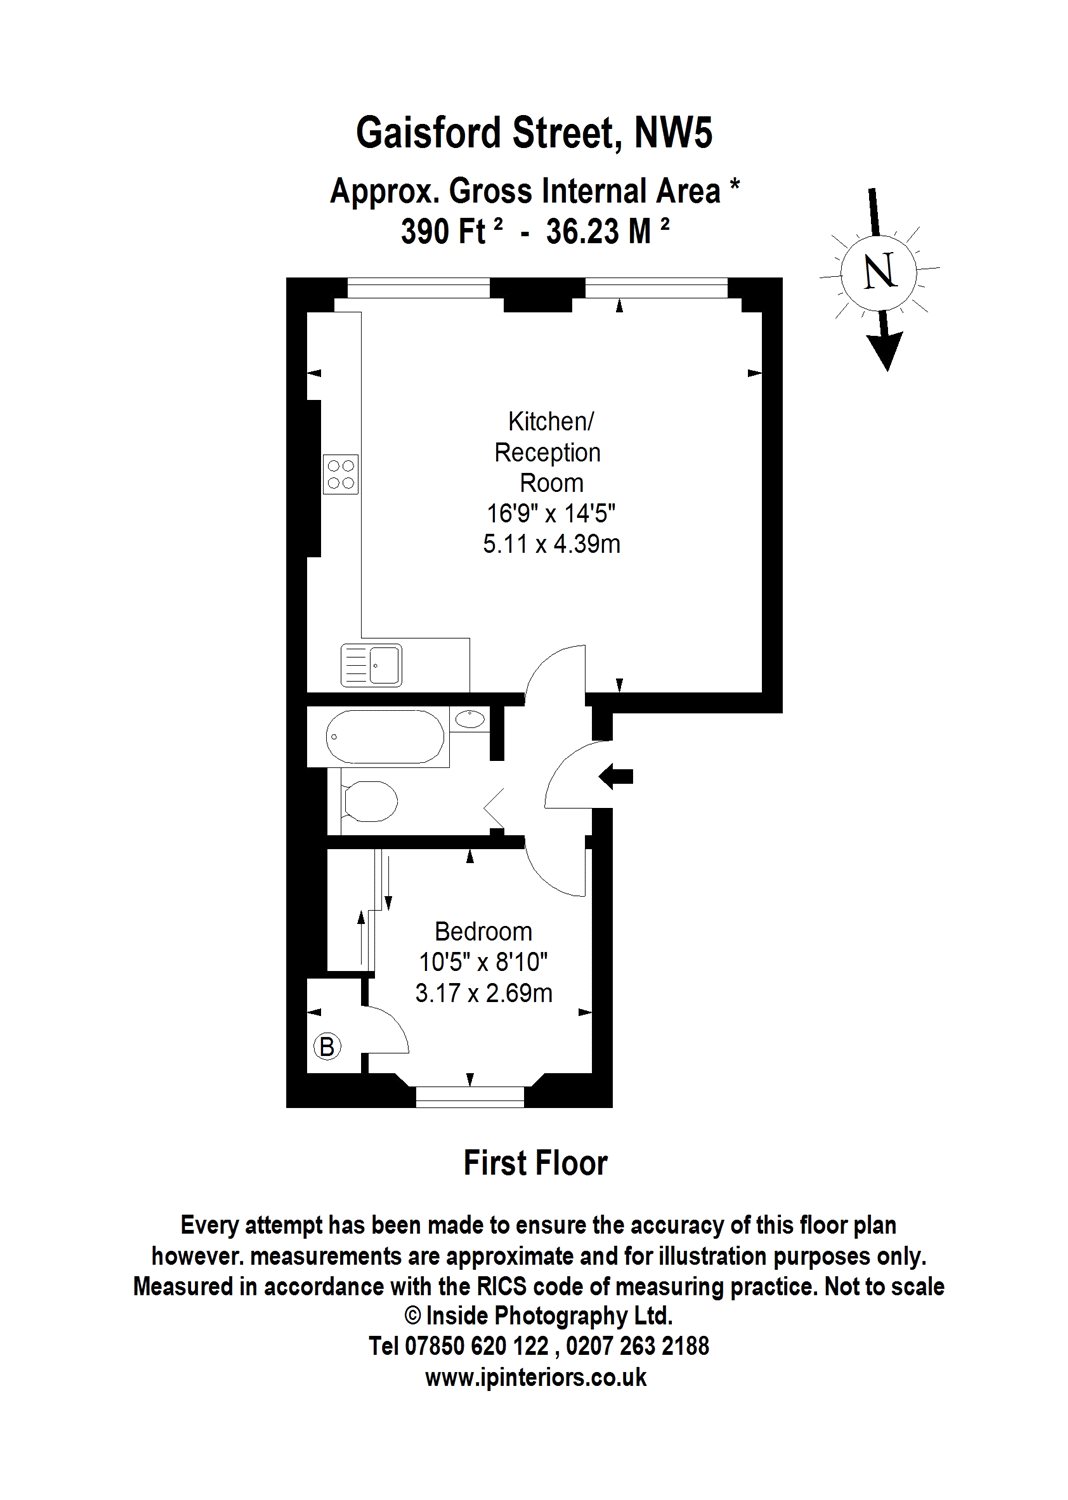 Gaisford Street, NW5
Approx. Gross Internal Area *
390 Ft ² - 36.23 M ²
N
Kitchen/
Reception
Room
16'9" x 14'5"
5.11 x 4.39m
Bedroom
10'5" x 8'10"
3.17 x 2.69m
B
First Floor
Every attempt has been made to ensure the accuracy of this floor plan
however. measurements are approximate and for illustration purposes only.
Measured in accordance with the RICS code of measuring practice. Not to scale
© Inside Photography Ltd.
Tel 07850 620 122 , 0207 263 2188
www.ipinteriors.co.uk